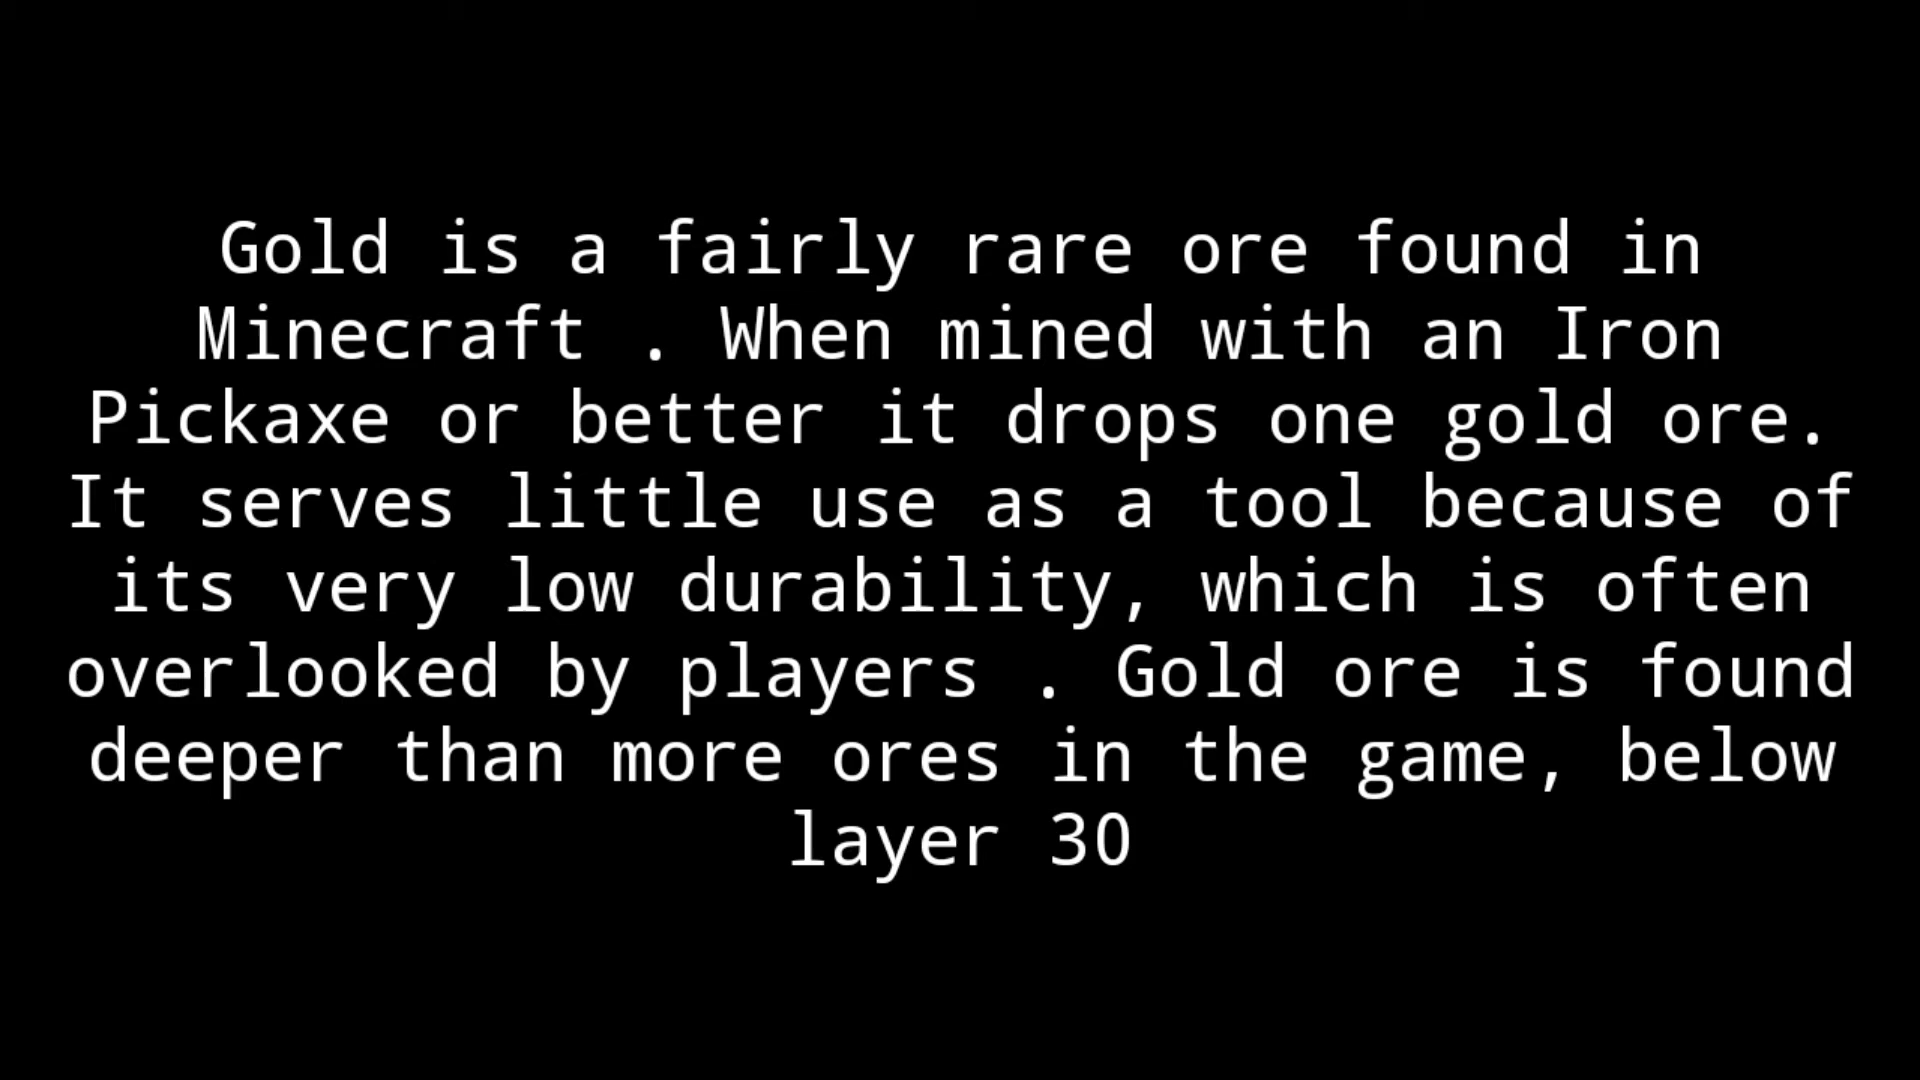 Gold is a fairly rare ore found in
Minecraft . When mined with an Iron
Pickaxe or better it drops one gold ore.
It serves little use as a tool because of
its very low durability, which is often
overlooked by players . Gold ore is found
deeper than more ores in the game, below
layer 30